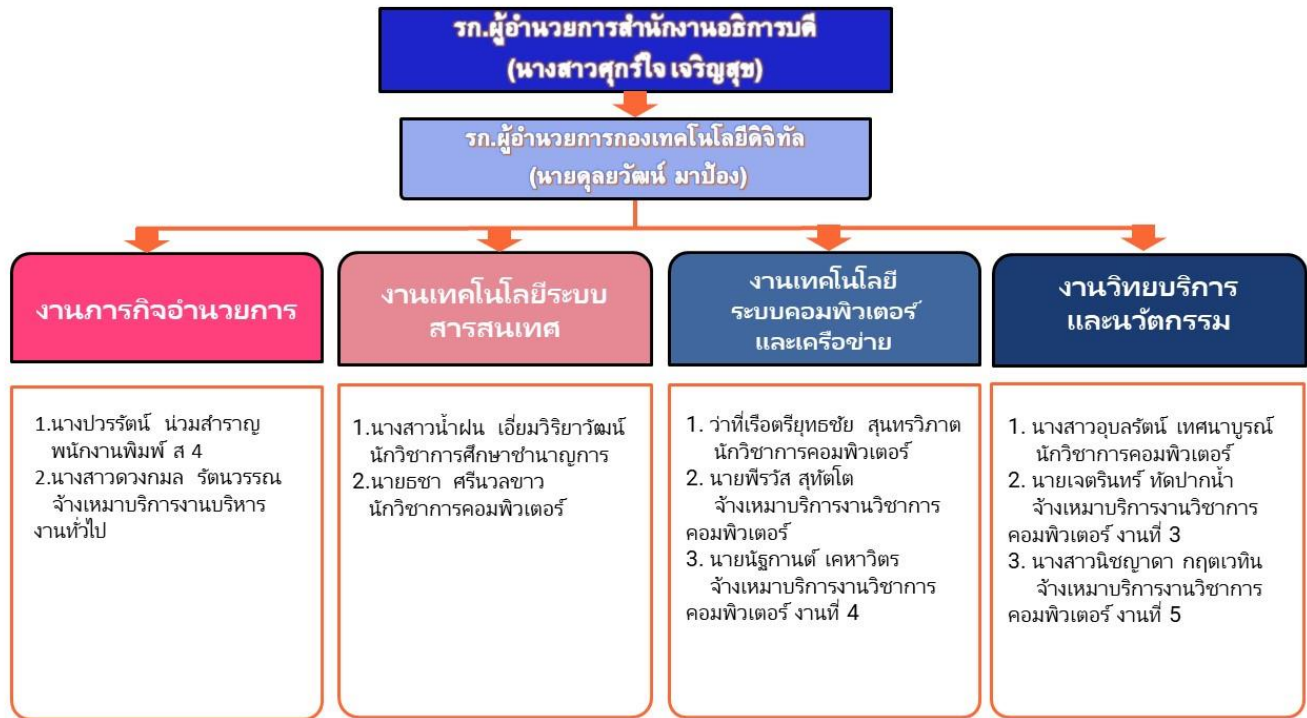 รก.ผู้อำนวยการสำนักงานอธิการบดี
(นางสาวศุกร์ใจ เจริญสุข)
รก.ผู้อำนวยการกองเทคโนโลยีดิจิทัล
(นายดุลยวัฒน์ มาป้อง)
งานภารกิจอำนวยการ
งานเทคโนโลยีระบบ
สารสนเทศ
งานเทคโนโลยี
ระบบคอมพิวเตอร์
และเครือข่าย
งานวิทยบริการ
และนวัตกรรม
1.นางปวรรัตน์ น่วมสำราญ
พนักงานพิมพ์ ส 4
2.นางสาวดวงกมล รัตนวรรณ
จ้างเหมาบริการงานบริหาร
งานทั่วไป
1.นางสาวน้ำฝน เอี่ยมวิริยาวัฒน์
นักวิชาการศึกษาชำนาญการ
2.นายธชา ศรีนวลขาว
นักวิชาการคอมพิวเตอร์
1. ว่าที่เรือตรียุทธชัย สุนทรวิภาต
นักวิชาการคอมพิวเตอร์
2. นายพีรวัส สุทัตโต
จ้างเหมาบริการงานวิชาการ
คอมพิวเตอร์
3. นายนัฐกานต์ เคหาวิตร
จ้างเหมาบริการงานวิชาการ
คอมพิวเตอร์ งานที่ 4
1. นางสาวอุบลรัตน์ เทศนาบูรณ์
นักวิชาการคอมพิวเตอร์
2. นายเจตรินทร์ ทัดปากน้ำ
จ้างเหมาบริการงานวิชาการ
คอมพิวเตอร์ งานที่ 3
3. นางสาวนิชญาดา กฤตเวทิน
จ้างเหมาบริการงานวิชาการ
คอมพิวเตอร์ งานที่ 5